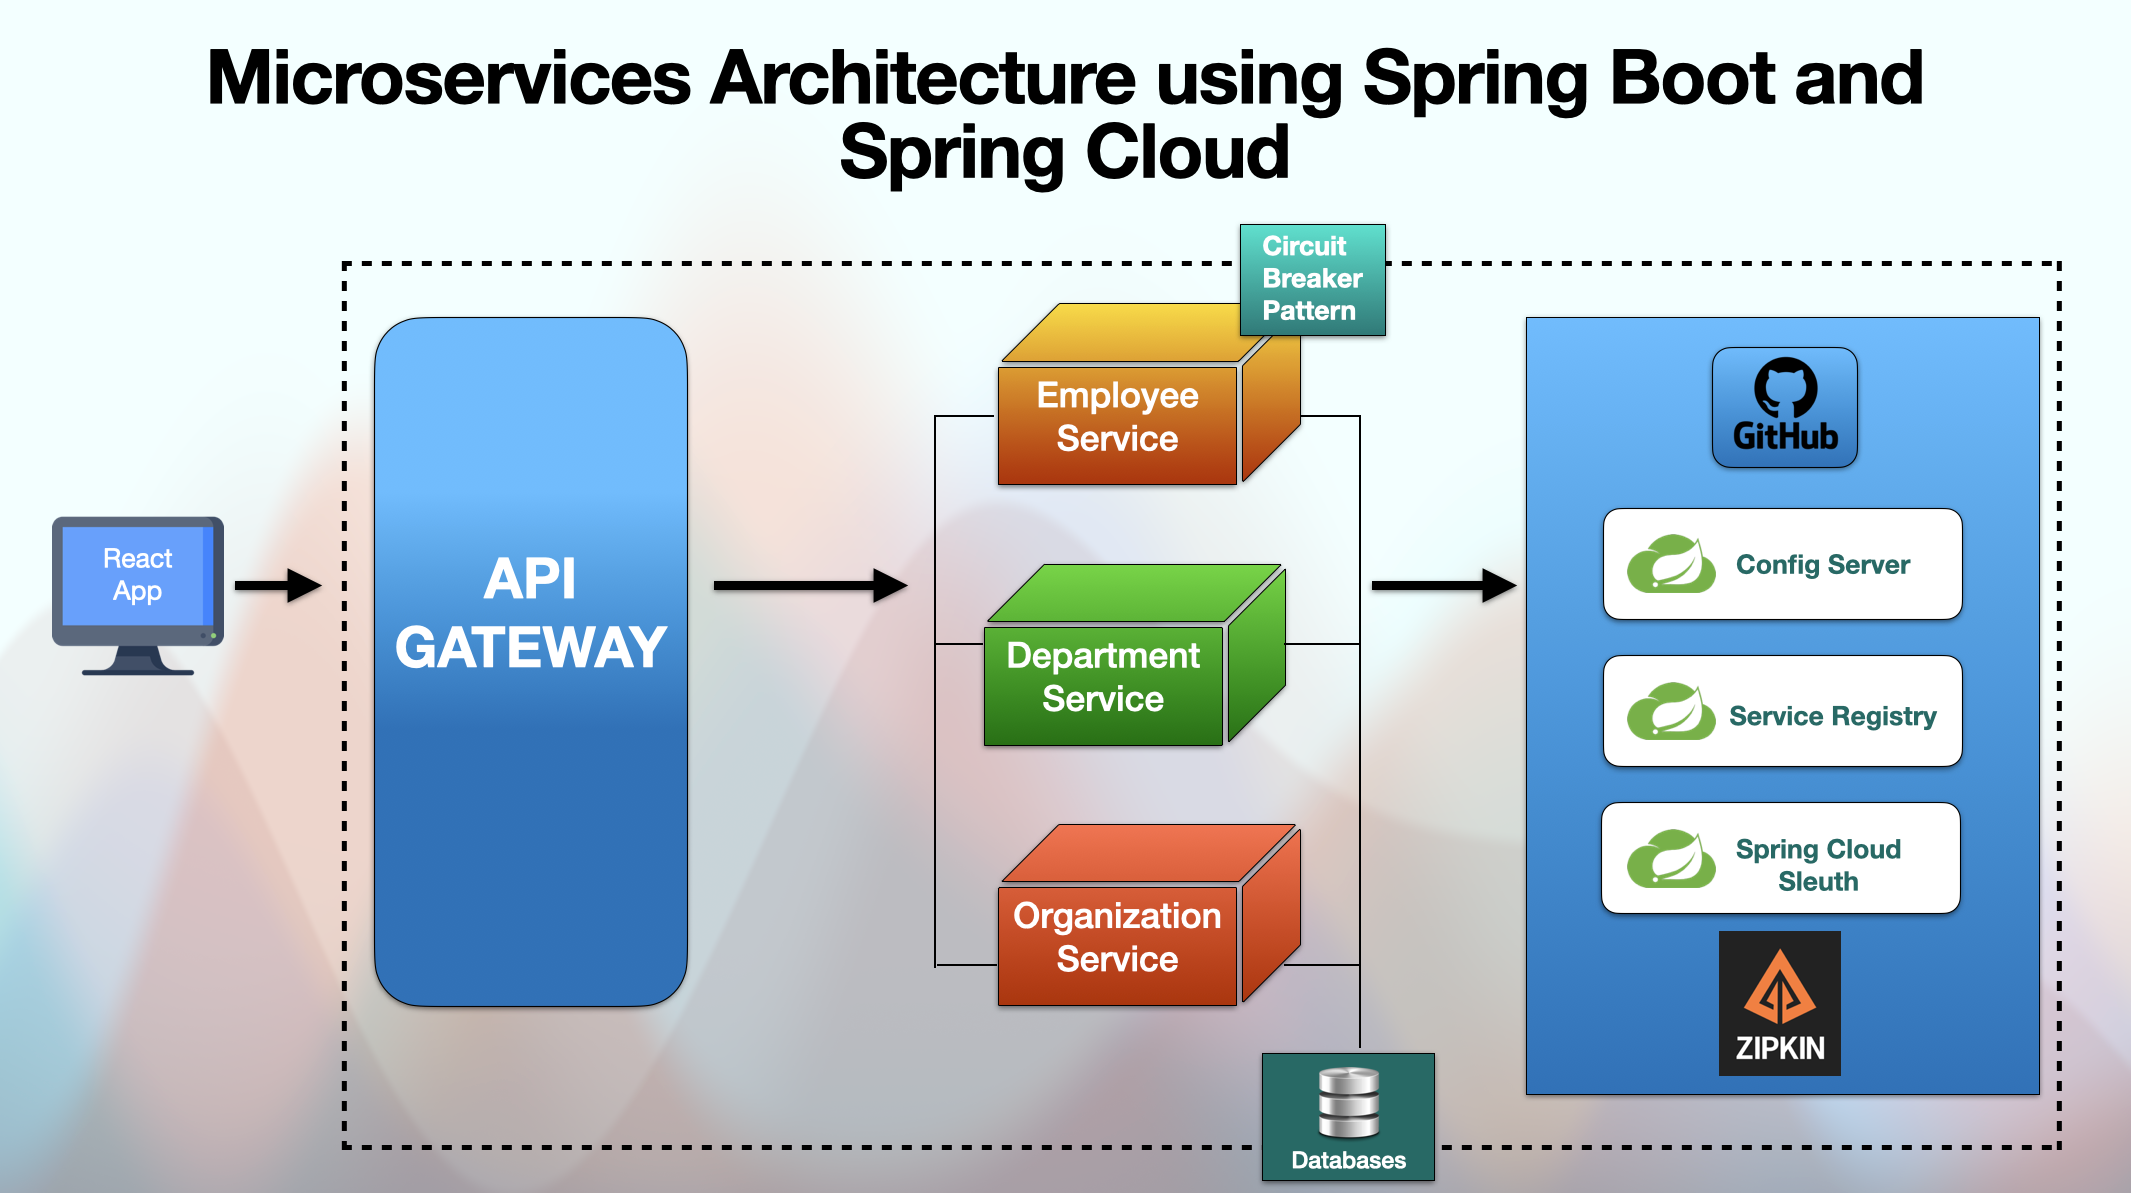 Microservices Architecture using Spring Boot and
Spring Cloud
React
App
API
GATEWAY
Circuit
Breaker
Pattern
Employee
Service
Department
Service
Organization
Service
Databases
GitHub
Config Server
Service Registry
Spring Cloud
Sleuth
ZIPKIN